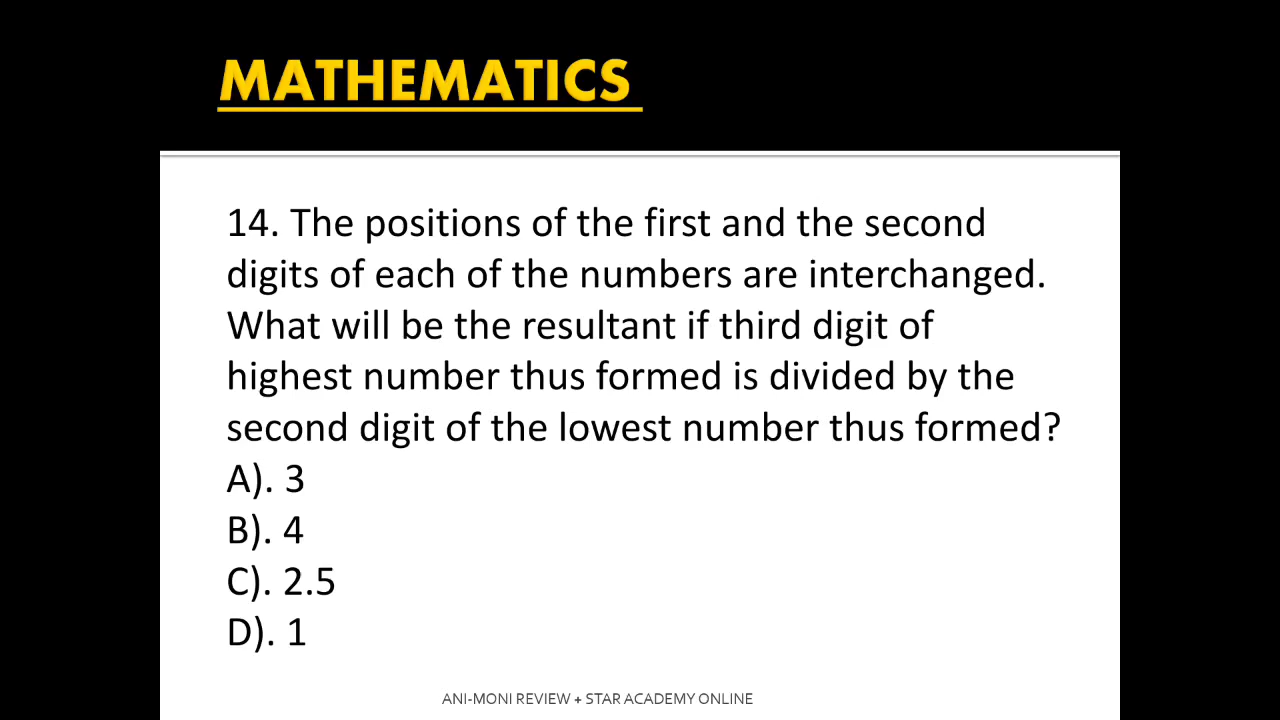 MATHEMATICS
14. The positions of the first and the second
digits of each of the numbers are interchanged.
What will be the resultant if third digit of
highest number thus formed is divided by the
second digit of the lowest number thus formed?
A). 3
B). 4
C). 2.5
D). 1
ANI-MONI REVIEW + STAR ACADEMY ONLINE